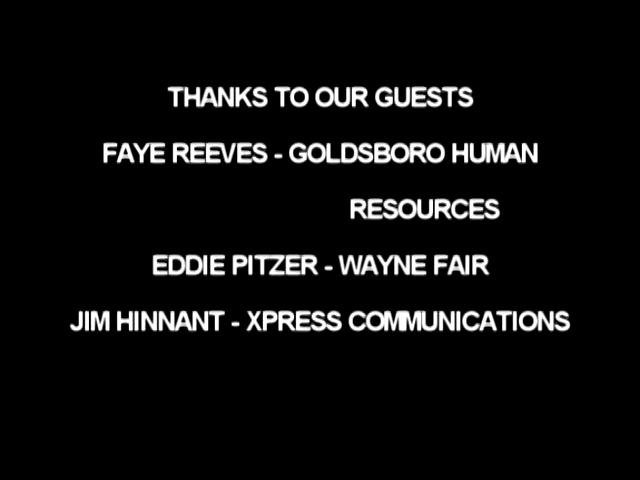 THANKS TO OUR GUESTS
FAYE REEVES - GOLDSBORO HUMAN
RESOURCES
EDDIE PITZER - WAYNE FAIR
JIM HINNANT - XPRESS COMMUNICATIONS